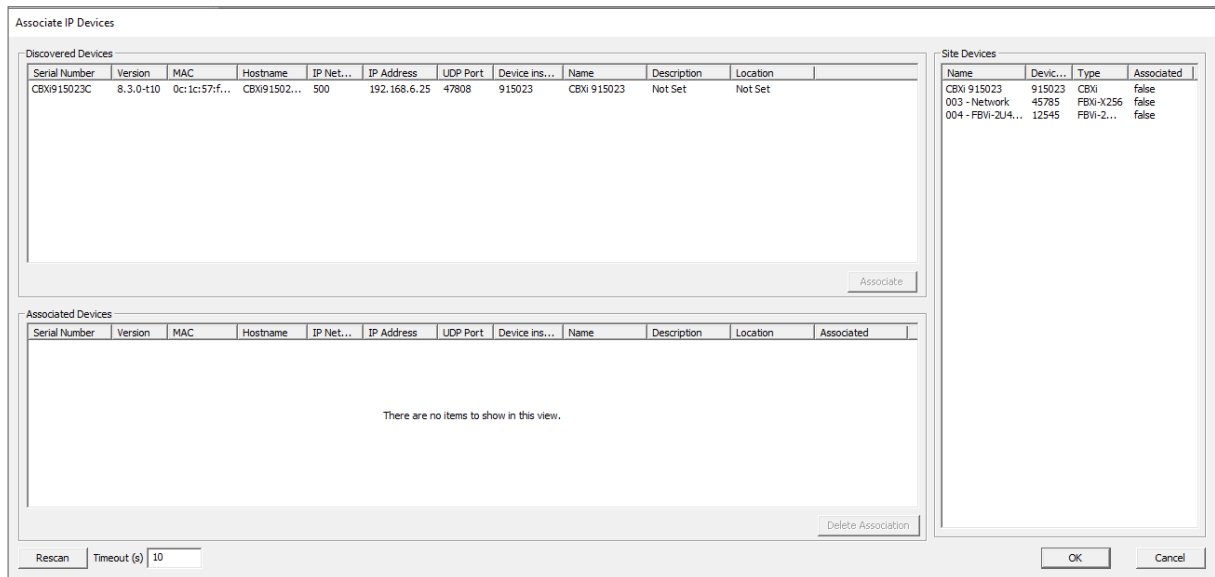 Associate IP Devices
Discovered Devices
Serial Number Version MAC Hostname IP Net... IP Address UDP Port Device ins... Name Description Location
CBXi915023C 8.3.0-t10 0c:1c:57:f... CBXi91502... 500 192.168.6.25 47808 915023 CBXi 915023 Not Set Not Set
Associate
Associated Devices
Serial Number Version MAC Hostname IP Net... IP Address UDP Port Device ins... Name Description Location Associated
There are no items to show in this view.
Delete Association
Site Devices
Name Devic... Type Associated
CBXi 915023 915023 CBXi false
003 - Network 45785 FBXi-X256 false
004 - FBVi-2U4... 12545 FBVi-2... false
Rescan Timeout (s) 10
OK Cancel